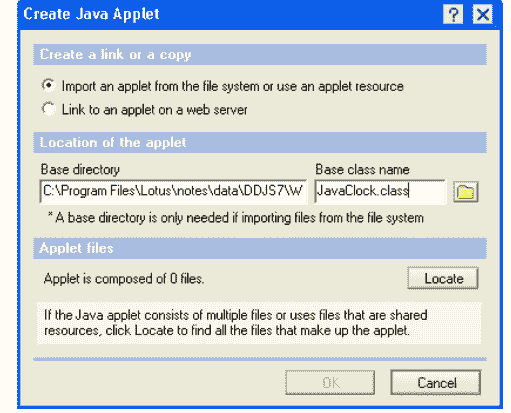 Create Java Applet
?
Create a link or a copy
Import an applet from the file system or use an applet resource
Link to an applet on a web server
Location of the applet
Base directory Base class name
C:\Program Files\Lotus\notes\data\DDJS7\W JavaClock.class
* A base directory is only needed if importing files from the file system
Applet files
Applet is composed of 0 files. Locate
If the Java applet consists of multiple files or uses files that are shared
resources, click Locate to find all the files that make up the applet.
OK Cancel